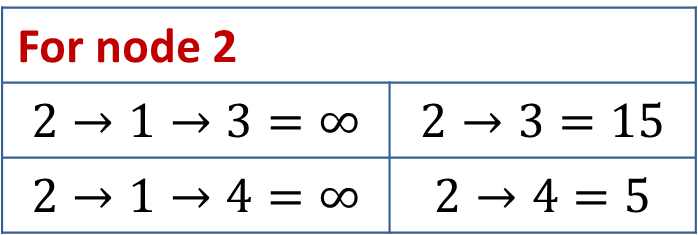 For node 2
2 → 1 → 3 = ∞ 2 → 3 = 15
2 → 1 → 4 = ∞ 2 → 4 = 5